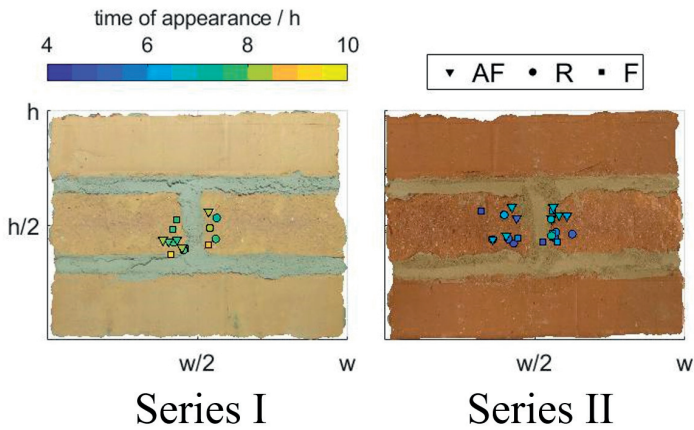 time of appearance / h
4 6 8 10
AF R F
h
h/2
w/2 w
w/2 w
Series I Series II